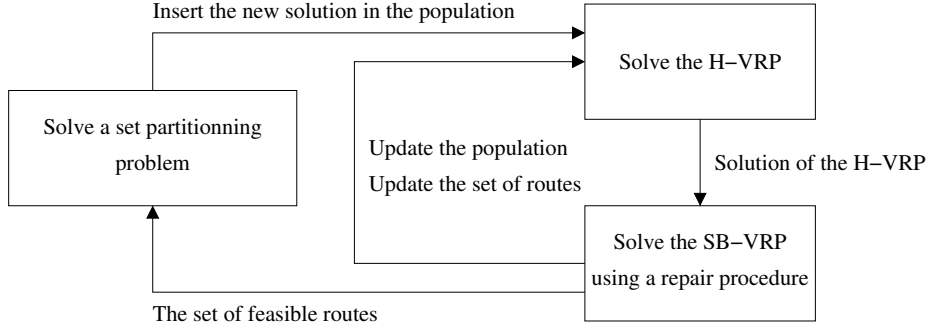 Insert the new solution in the population
Solve the H−VRP
Solve a set partitionning
problem
Update the population
Update the set of routes
Solution of the H−VRP
Solve the SB−VRP
using a repair procedure
The set of feasible routes